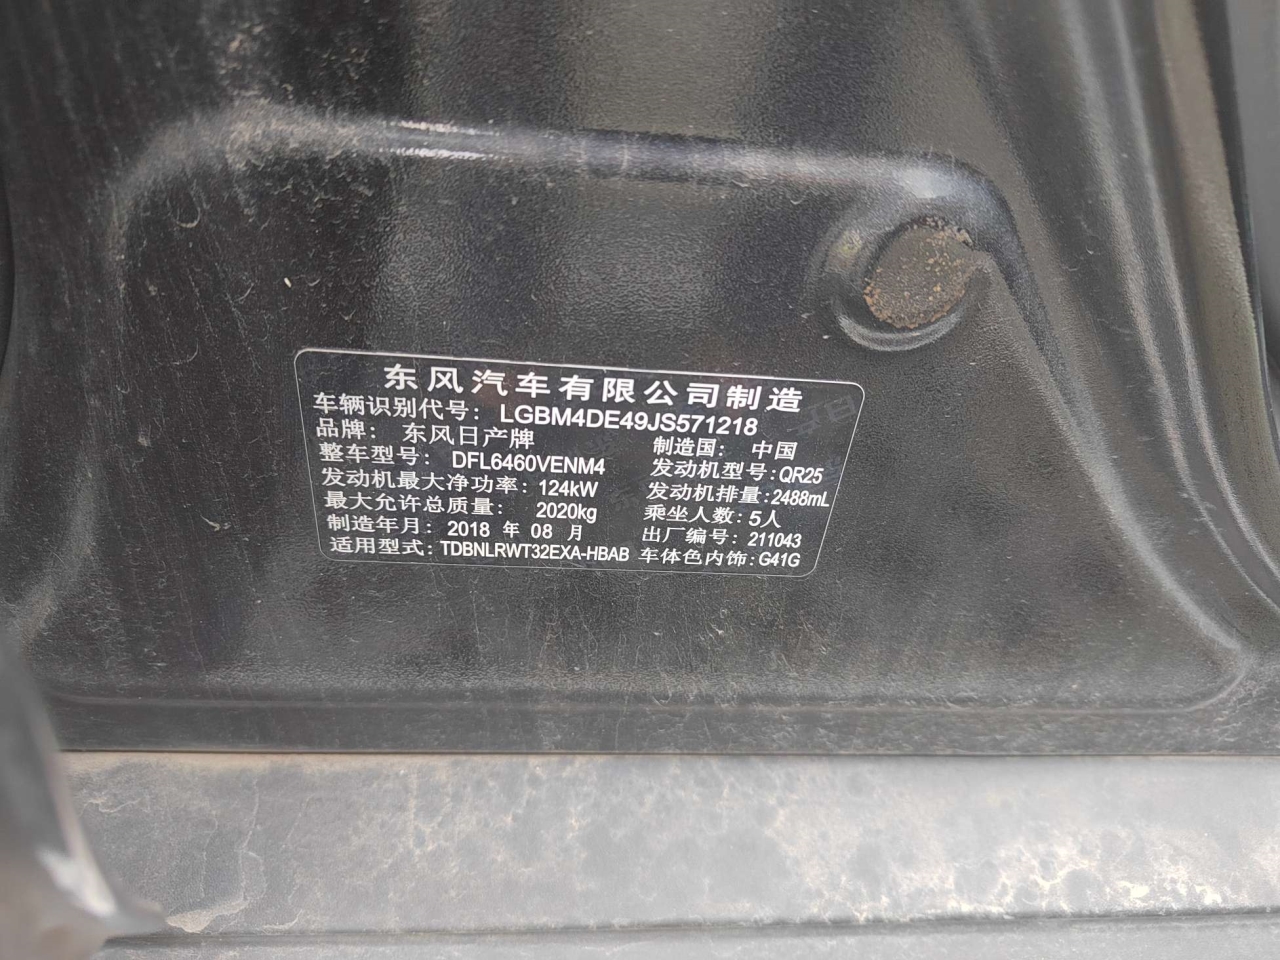 东风汽车有限公司制造
车辆识别代号: LGBM4DE49JS571218
品牌: 东风日产牌 制造国: 中国
整车型号: DFL6460VENM4 发动机型号: QR25
发动机最大净功率: 124kW 发动机排量: 2488mL
最大允许总质量: 2020kg 乘坐人数: 5人
制造年月: 2018 年 08 月 出厂编号: 211043
适用型式: TDBNLRWT32EXA-HBAB 车体色内饰: G41G